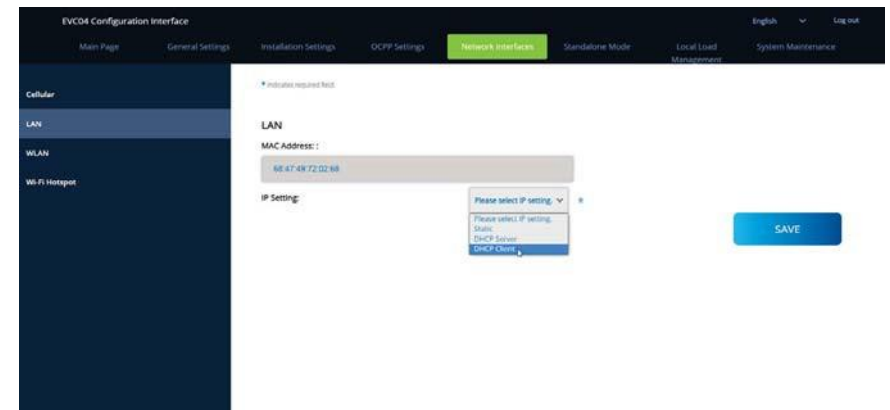 EVC04 Configuration Interface
English
Log out
Main Page
General Settings
Installation Settings
OCPP Settings
Network Interfaces
Standalone Mode
Local Load
Management
System Maintenance
* indicates required field.
Cellular
LAN
WLAN
Wi-Fi Hotspot
LAN
MAC Address: :
68:47:49:72:02:68
IP Setting:
Please select IP setting.
*
Please select IP setting.
Static
DHCP Server
DHCP Client
SAVE